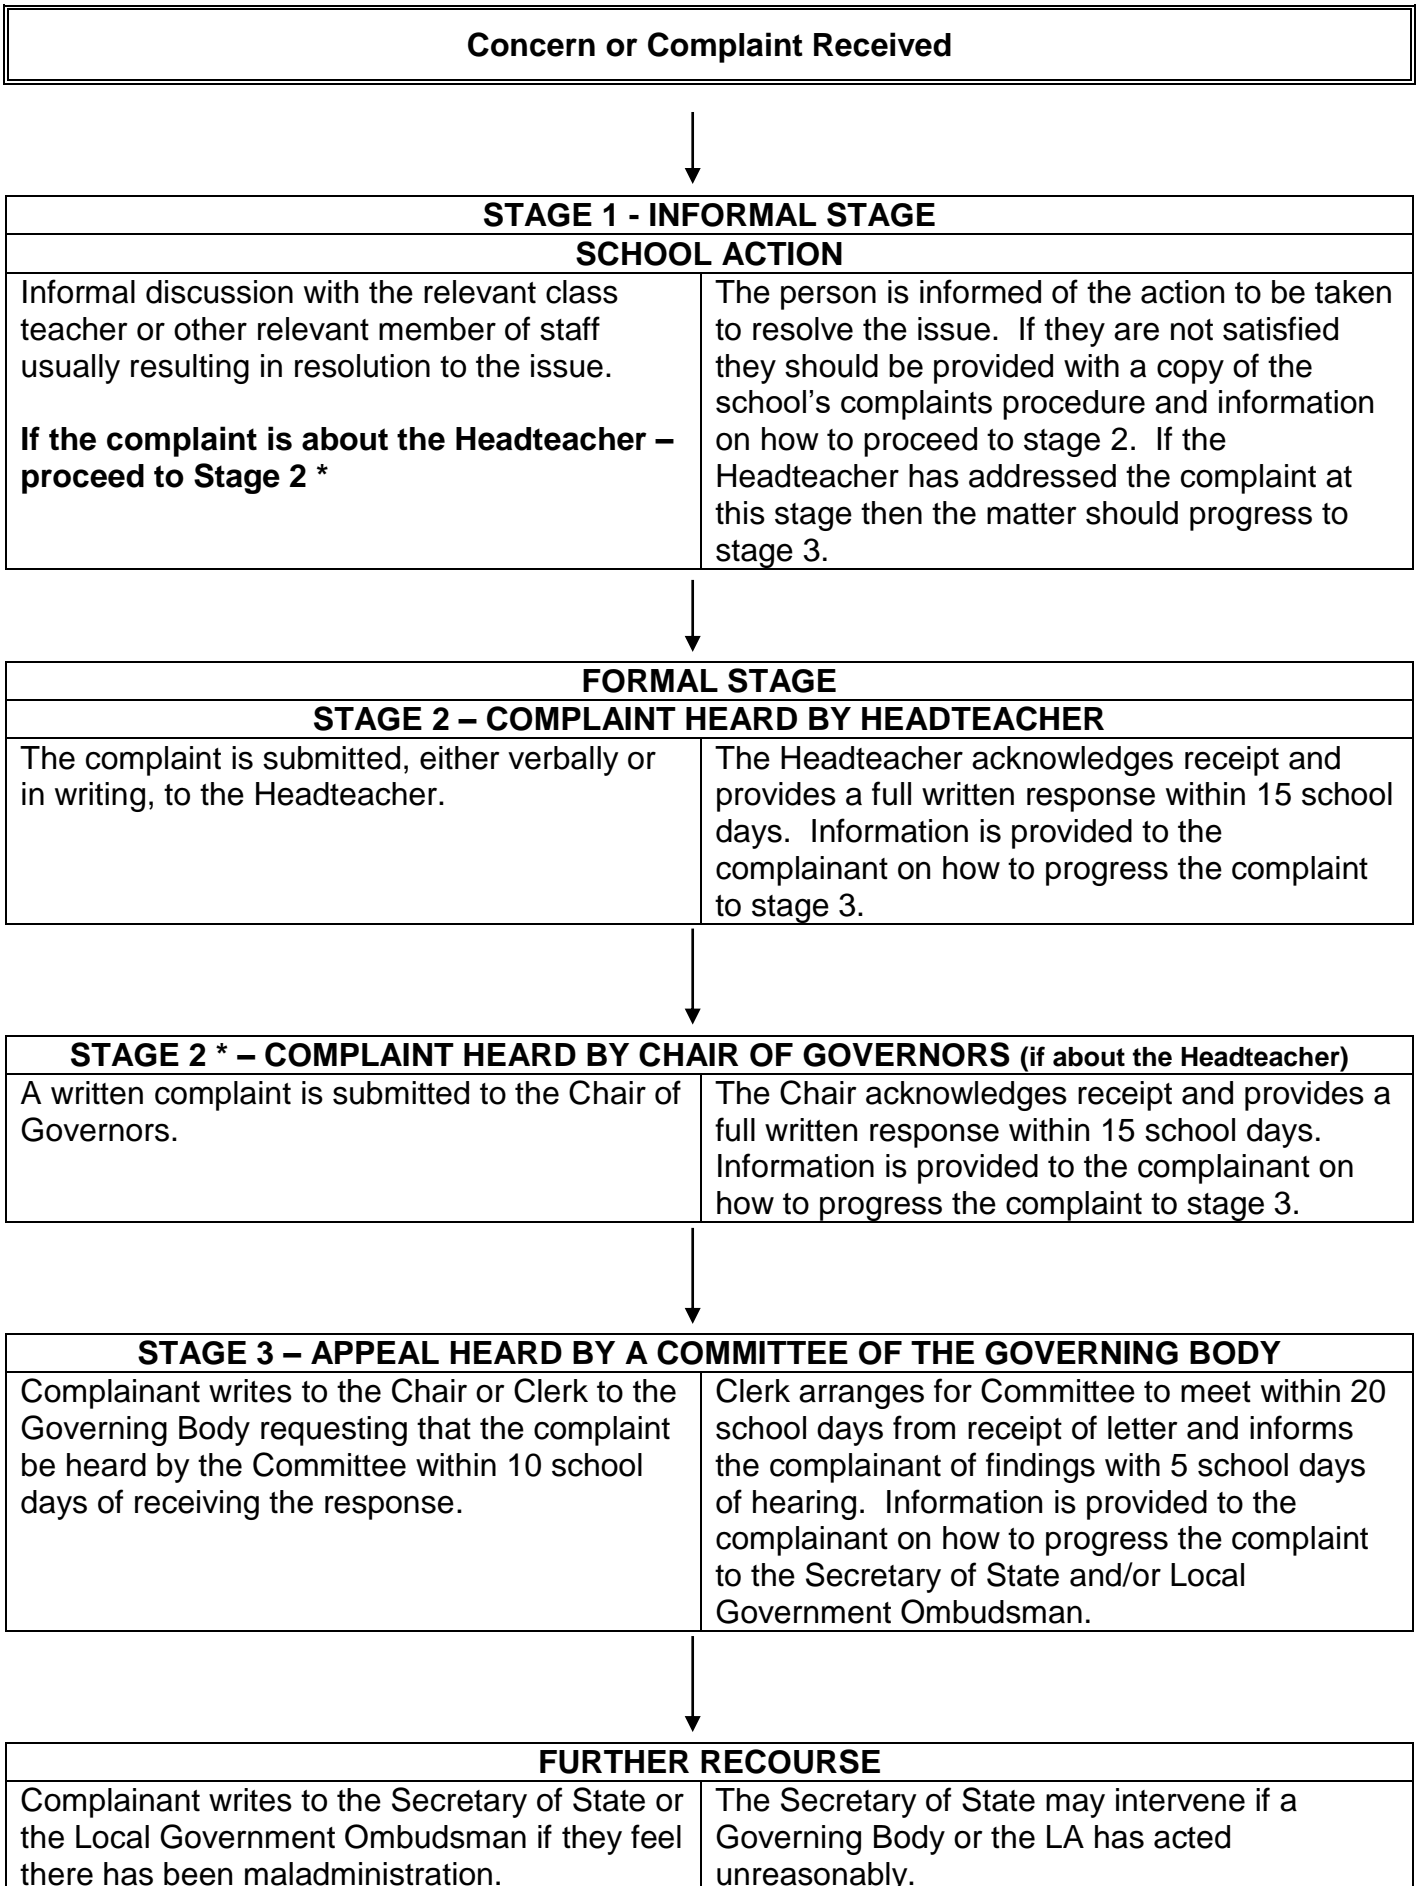 Concern or Complaint Received
STAGE 1 - INFORMAL STAGE
SCHOOL ACTION
Informal discussion with the relevant class
teacher or other relevant member of staff
usually resulting in resolution to the issue.
If the complaint is about the Headteacher –
proceed to Stage 2 *
The person is informed of the action to be taken
to resolve the issue.  If they are not satisfied
they should be provided with a copy of the
school’s complaints procedure and information
on how to proceed to stage 2.  If the
Headteacher has addressed the complaint at
this stage then the matter should progress to
stage 3.
FORMAL STAGE
STAGE 2 – COMPLAINT HEARD BY HEADTEACHER
The complaint is submitted, either verbally or
in writing, to the Headteacher.
The Headteacher acknowledges receipt and
provides a full written response within 15 school
days.  Information is provided to the
complainant on how to progress the complaint
to stage 3.
STAGE 2 * – COMPLAINT HEARD BY CHAIR OF GOVERNORS (if about the Headteacher)
A written complaint is submitted to the Chair of
Governors.
The Chair acknowledges receipt and provides a
full written response within 15 school days.
Information is provided to the complainant on
how to progress the complaint to stage 3.
STAGE 3 – APPEAL HEARD BY A COMMITTEE OF THE GOVERNING BODY
Complainant writes to the Chair or Clerk to the
Governing Body requesting that the complaint
be heard by the Committee within 10 school
days of receiving the response.
Clerk arranges for Committee to meet within 20
school days from receipt of letter and informs
the complainant of findings with 5 school days
of hearing.  Information is provided to the
complainant on how to progress the complaint
to the Secretary of State and/or Local
Government Ombudsman.
FURTHER RECOURSE
Complainant writes to the Secretary of State or
the Local Government Ombudsman if they feel
there has been maladministration.
The Secretary of State may intervene if a
Governing Body or the LA has acted
unreasonably.